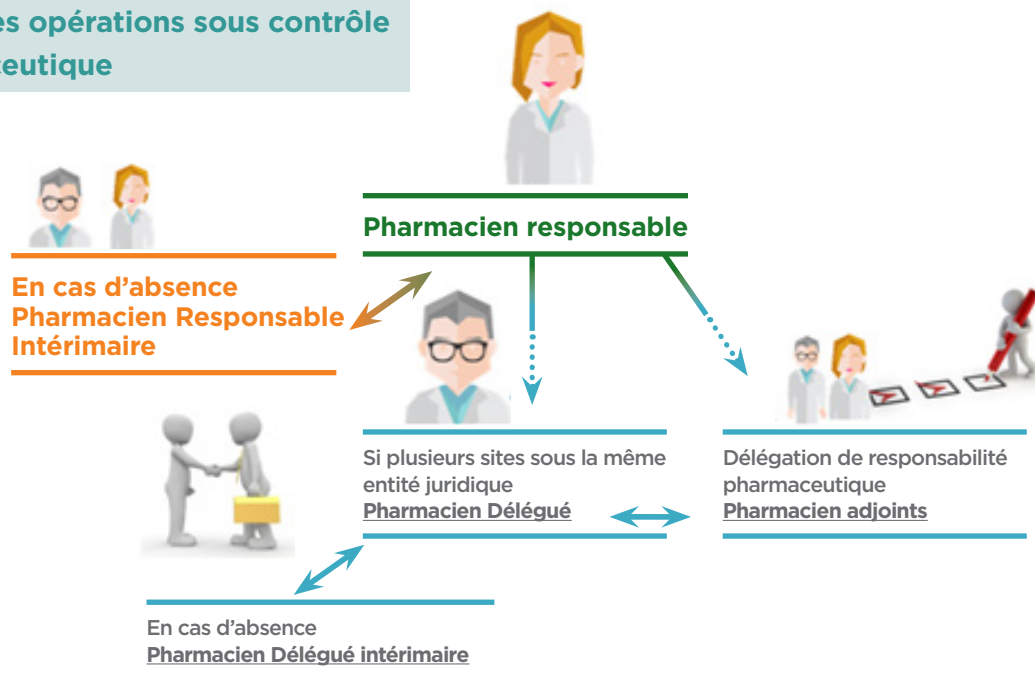 es opérations sous contrôle
ceutique
Pharmacien responsable
En cas d'absence
Pharmacien Responsable
Intérimaire
Si plusieurs sites sous la même
entité juridique
Pharmacien Délégué
Délégation de responsabilité
pharmaceutique
Pharmacien adjoints
En cas d'absence
Pharmacien Délégué intérimaire